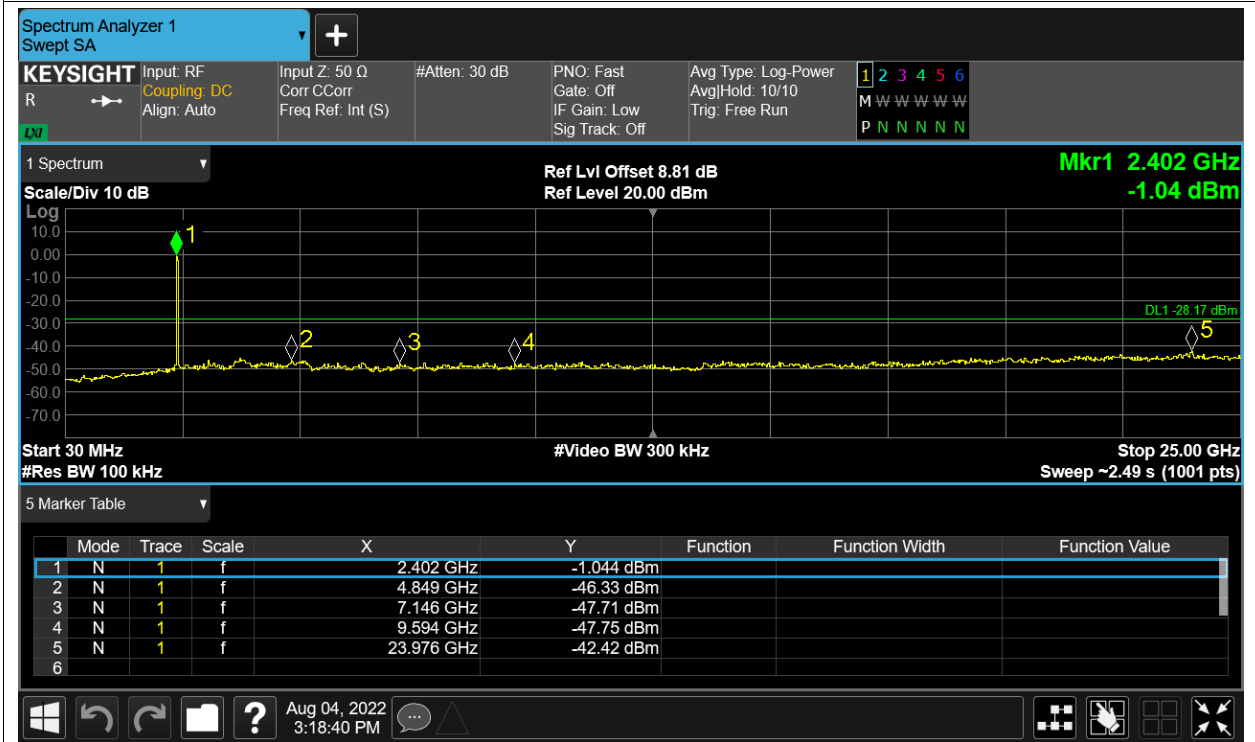 Spectrum Analyzer 1
Swept SA
KEYSIGHT
R
LXI
Input: RF
Coupling: DC
Align: Auto
Input Z: 50 Ω
Corr CCorr
Freq Ref: Int (S)
#Atten: 30 dB
PNO: Fast
Gate: Off
IF Gain: Low
Sig Track: Off
Avg Type: Log-Power
Avg|Hold: 10/10
Trig: Free Run
1 2 3 4 5 6
M W W W W W
P N N N N N
1 Spectrum
Scale/Div 10 dB
Ref Lvl Offset 8.81 dB
Ref Level 20.00 dBm
Mkr1 2.402 GHz
-1.04 dBm
Log
10.0
0.00
-10.0
-20.0
-30.0
-40.0
-50.0
-60.0
-70.0
1
2
3
4
5
DL1 -28.17 dBm
Start 30 MHz
#Res BW 100 kHz
#Video BW 300 kHz
Stop 25.00 GHz
Sweep ~2.49 s (1001 pts)
5 Marker Table
Mode Trace Scale X Y Function Function Width Function Value
1 N 1 f 2.402 GHz -1.044 dBm
2 N 1 f 4.849 GHz -46.33 dBm
3 N 1 f 7.146 GHz -47.71 dBm
4 N 1 f 9.594 GHz -47.75 dBm
5 N 1 f 23.976 GHz -42.42 dBm
6
?
Aug 04, 2022
3:18:40 PM